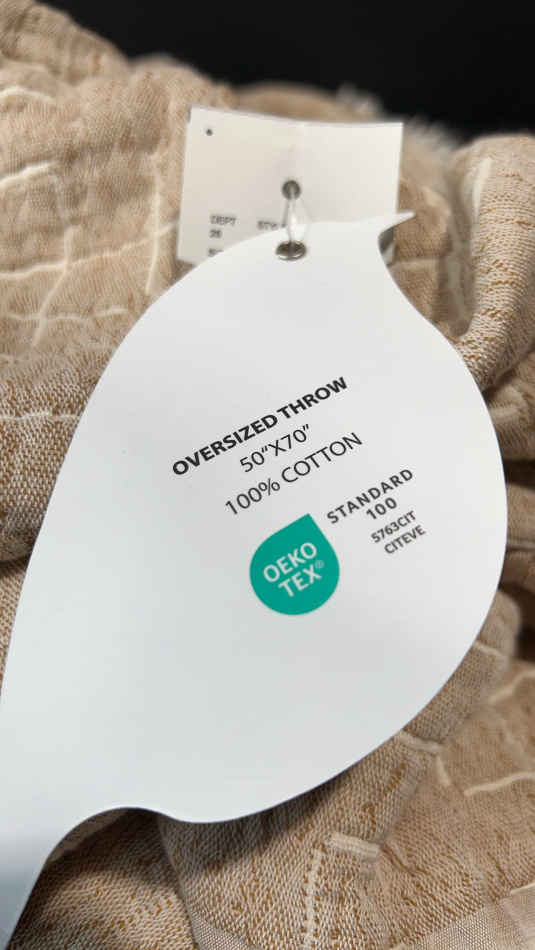 DEPT
26
OVERSIZED THROW
50"X70"
100% COTTON
OEKO
TEX®
STANDARD
100
5763CIT
CITEVE